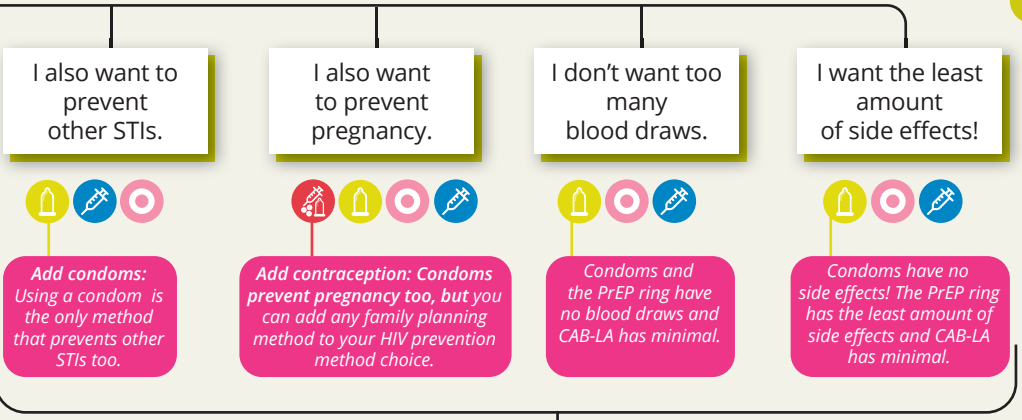 I also want to
prevent
other STIs.
I also want
to prevent
pregnancy.
I don't want too
many
blood draws.
I want the least
amount
of side effects!
Add condoms:
Using a condom is
the only method
that prevents other
STIs too.
Add contraception: Condoms
prevent pregnancy too, but you
can add any family planning
method to your HIV prevention
method choice.
Condoms and
the PrEP ring have
no blood draws and
CAB-LA has minimal.
Condoms have no
side effects! The PrEP ring
has the least amount of
side effects and CAB-LA
has minimal.